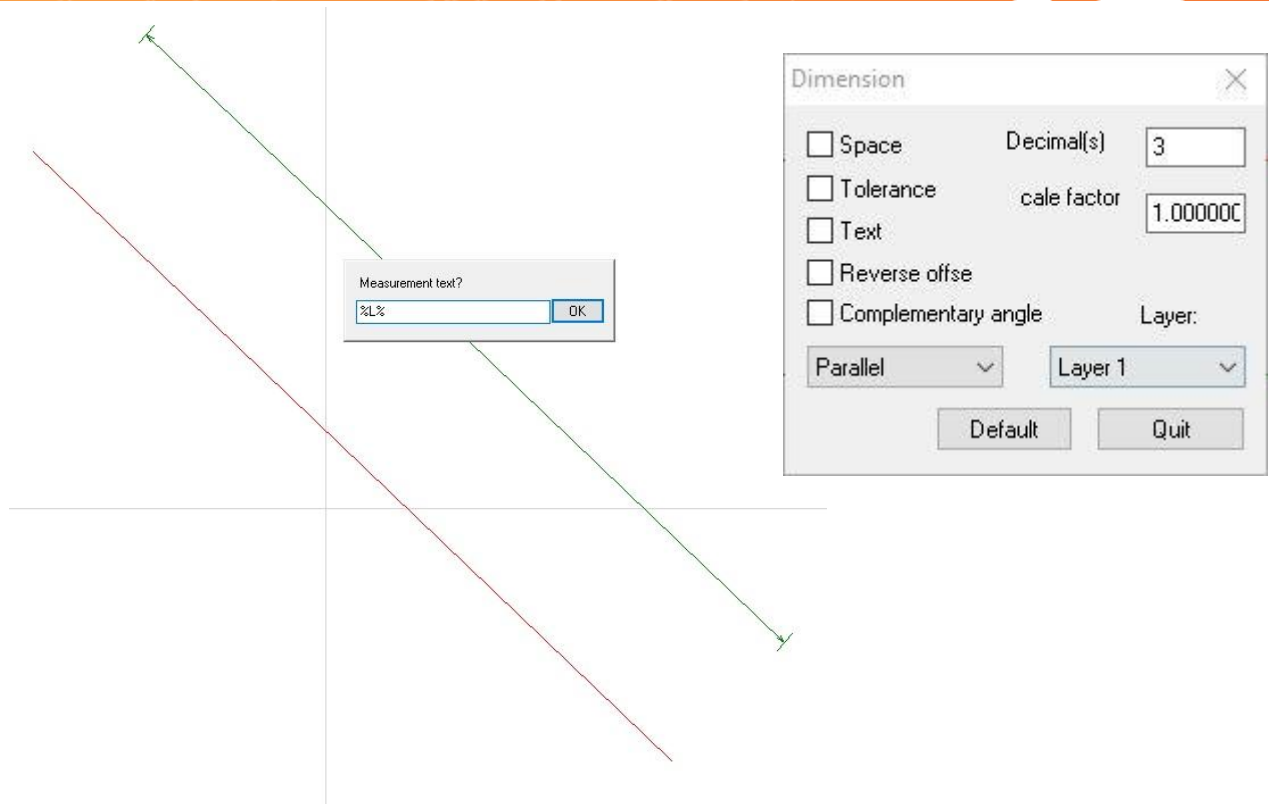 Dimension
Space
Decimal(s)
3
Tolerance
cale factor
1.000000
Text
Reverse offse
Complementary angle
Layer:
Parallel
Layer 1
Default
Quit
Measurement text?
%L%
OK